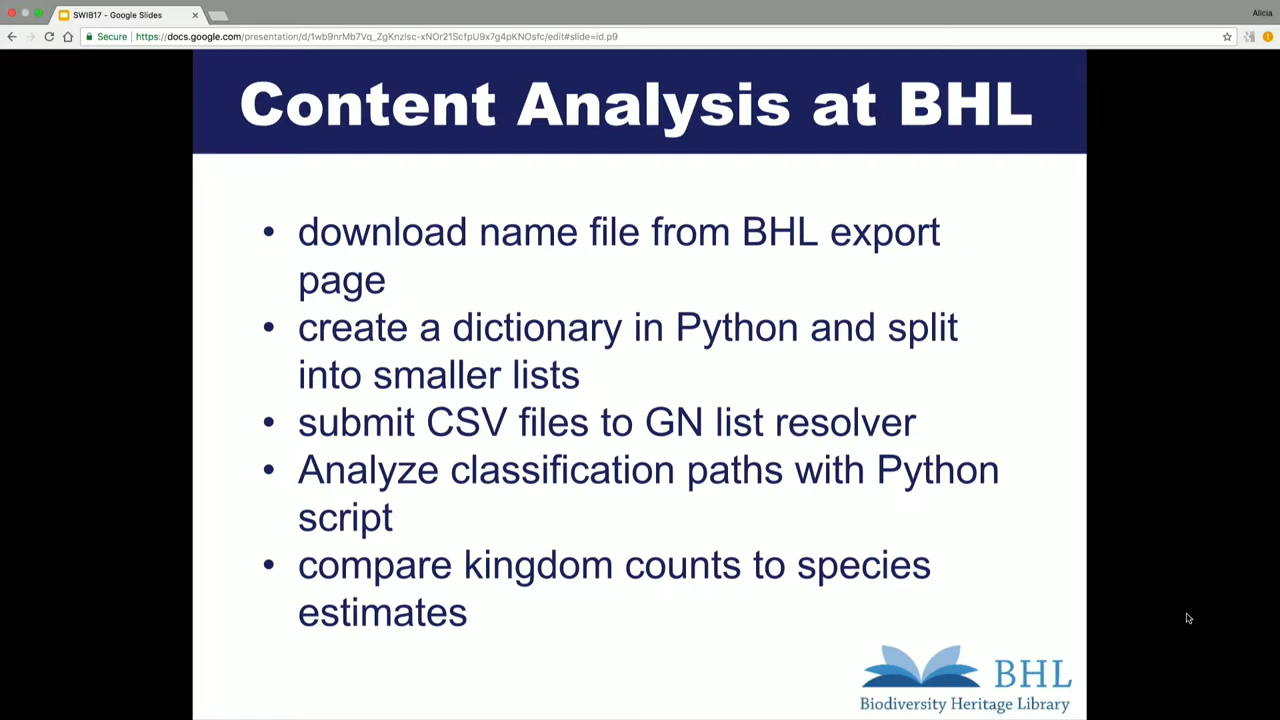 SWIB17 - Google Slides
Alicia
Secure
https://docs.google.com/presentation/d/1wb9nrMb7Vq_ZgKnzlsc-xNOr21ScfpU9x7g4pKNOsfc/edit#slide=id.p9
Content Analysis at BHL
• download name file from BHL export
page
• create a dictionary in Python and split
into smaller lists
• submit CSV files to GN list resolver
• Analyze classification paths with Python
script
• compare kingdom counts to species
estimates
BHL
Biodiversity Heritage Library